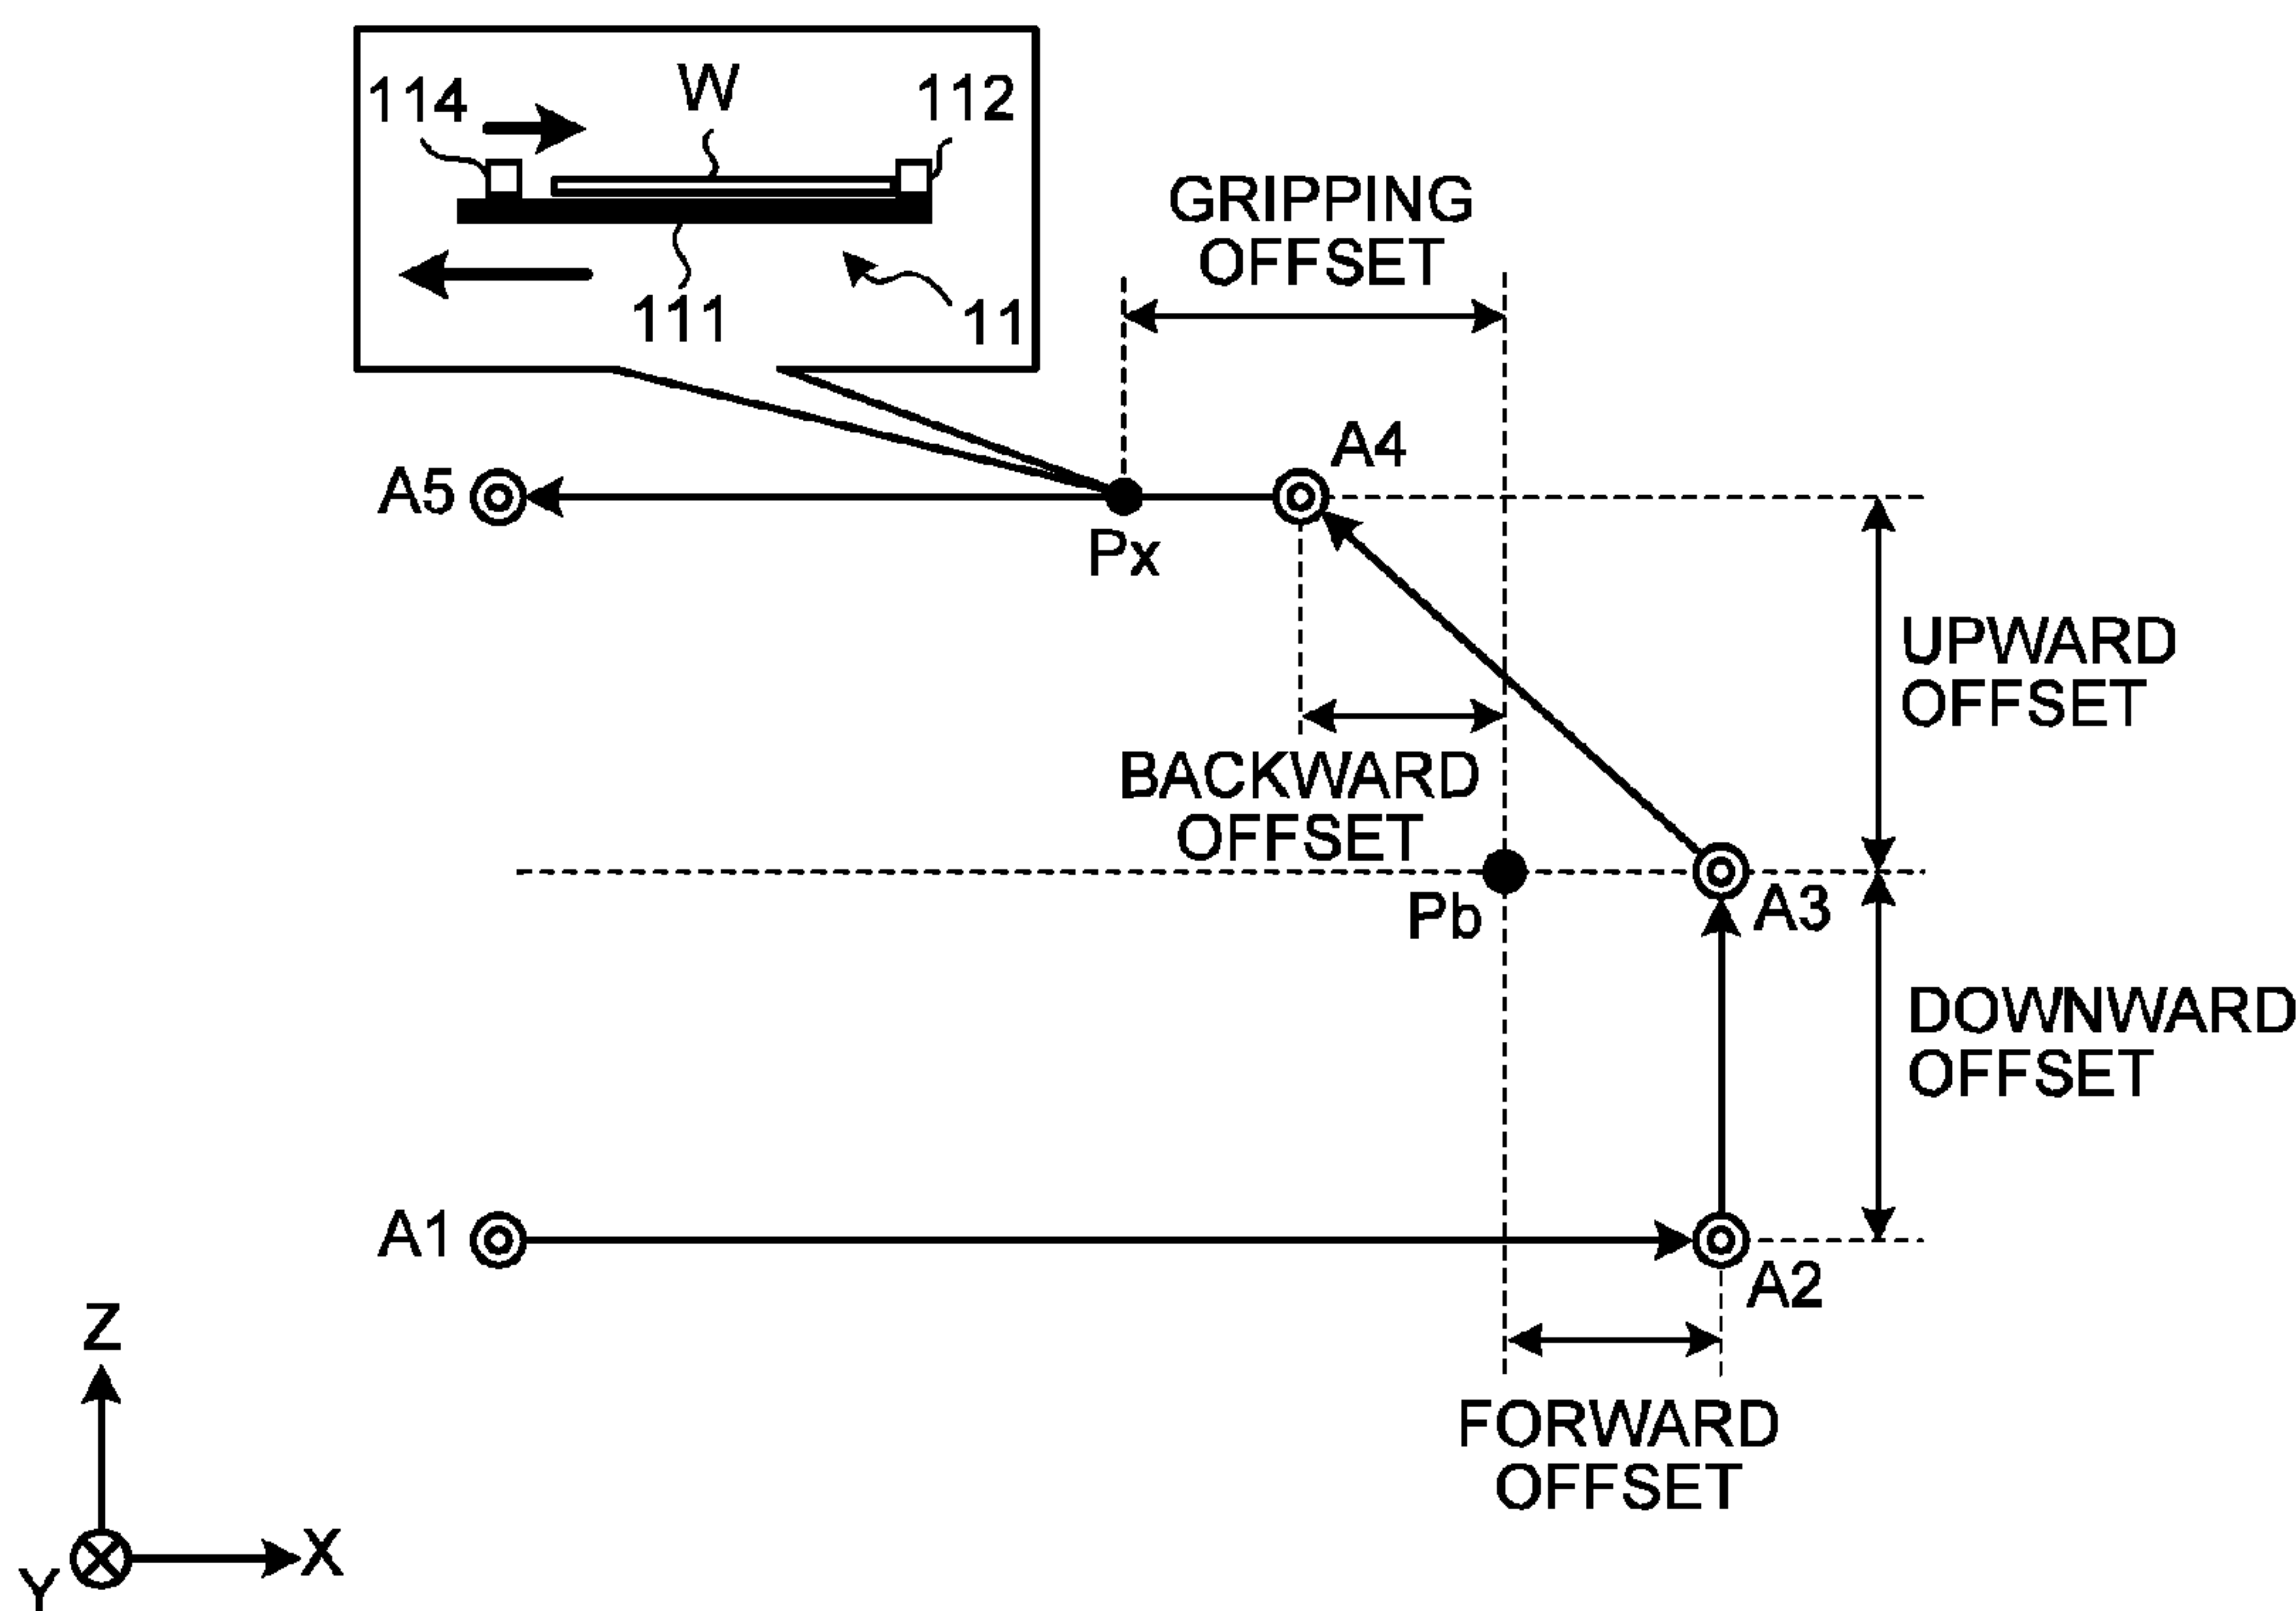 114
W
112
111
11
GRIPPING
OFFSET
A4
A5
Px
UPWARD
OFFSET
BACKWARD
OFFSET
Pb
A3
DOWNWARD
OFFSET
A1
A2
FORWARD
OFFSET
Z
X
Y